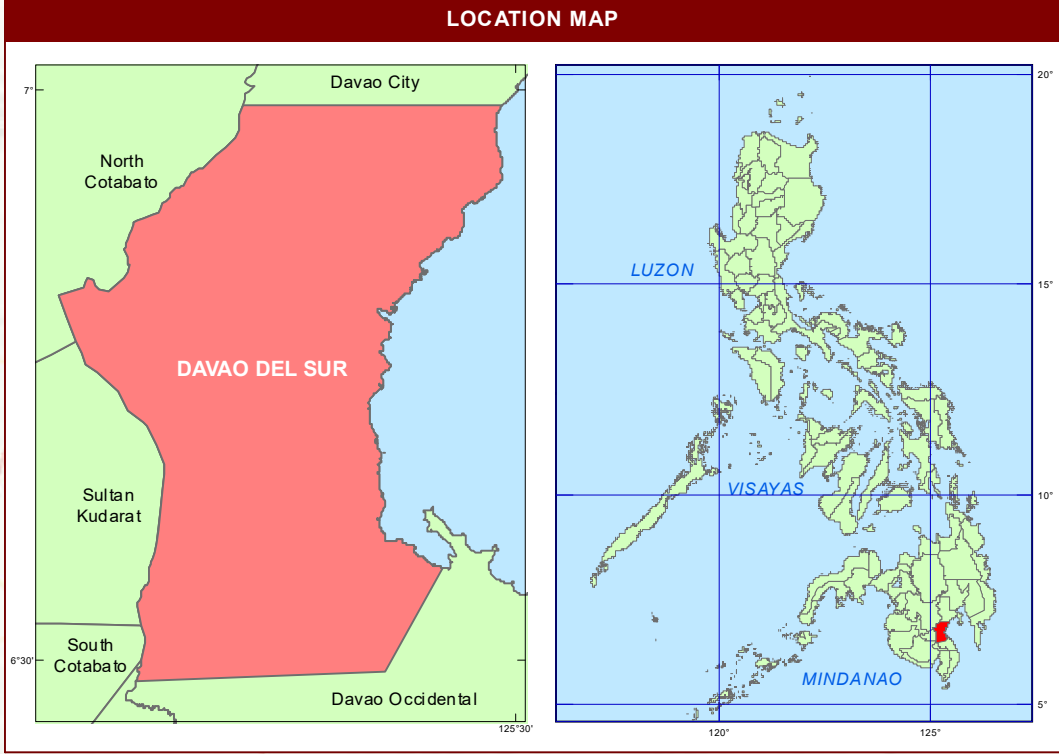 LOCATION MAP
7°
Davao City
North
Cotabato
DAVAO DEL SUR
Sultan
Kudarat
South
Cotabato
6°30'
Davao Occidental
125°30'
20°
LUZON
15°
VISAYAS
10°
MINDANAO
5°
120°
125°